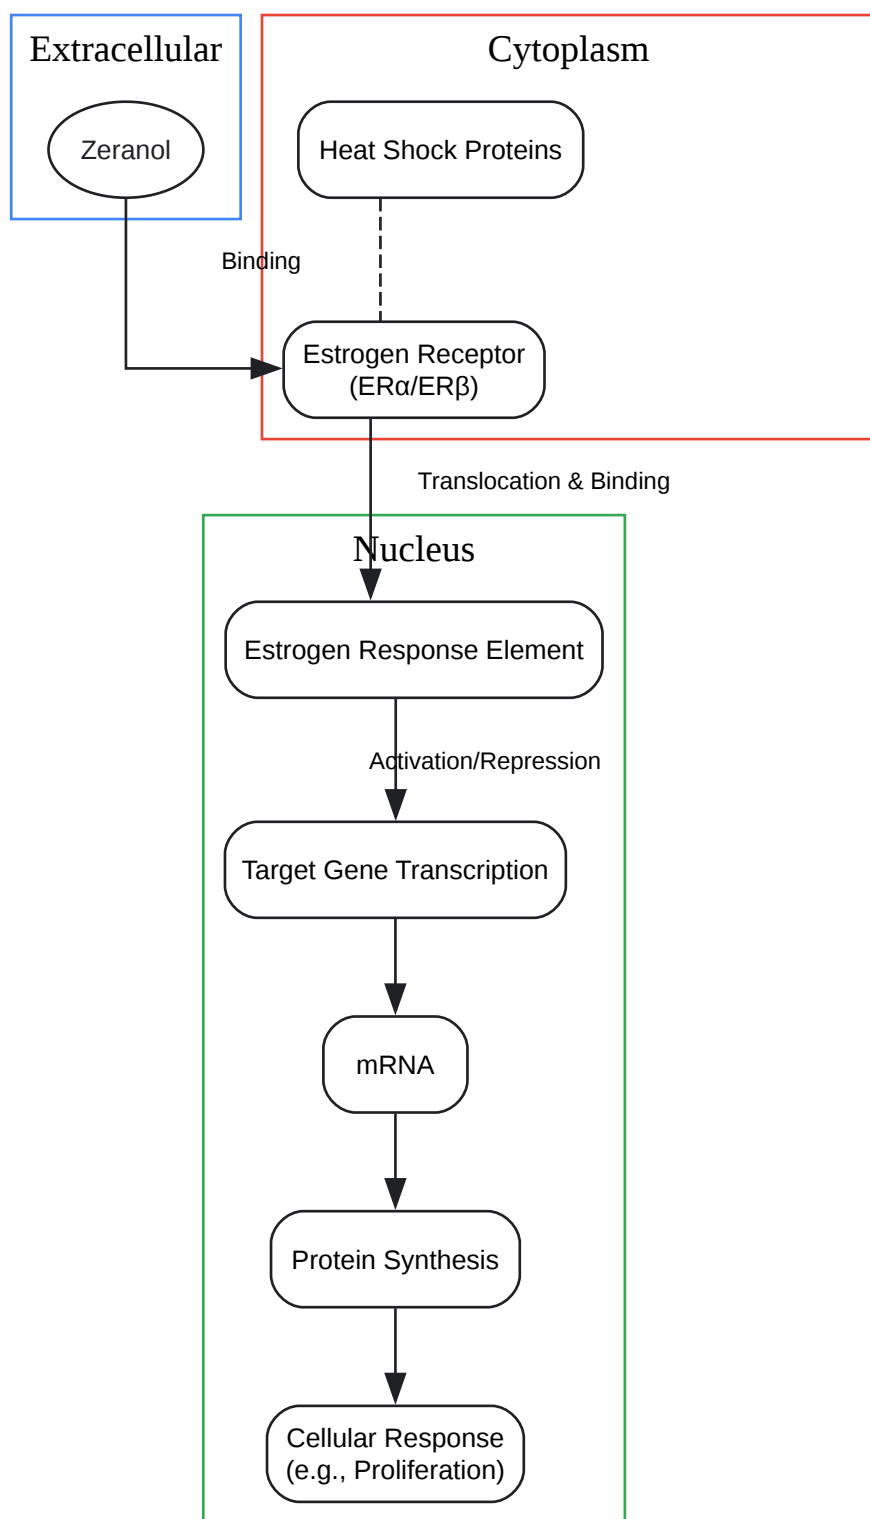 Extracellular
Cytoplasm
Zeranol
Heat Shock Proteins
Binding
Estrogen Receptor
(ERα/ERβ)
Translocation & Binding
Nucleus
Estrogen Response Element
Activation/Repression
Target Gene Transcription
mRNA
Protein Synthesis
Cellular Response
(e.g., Proliferation)